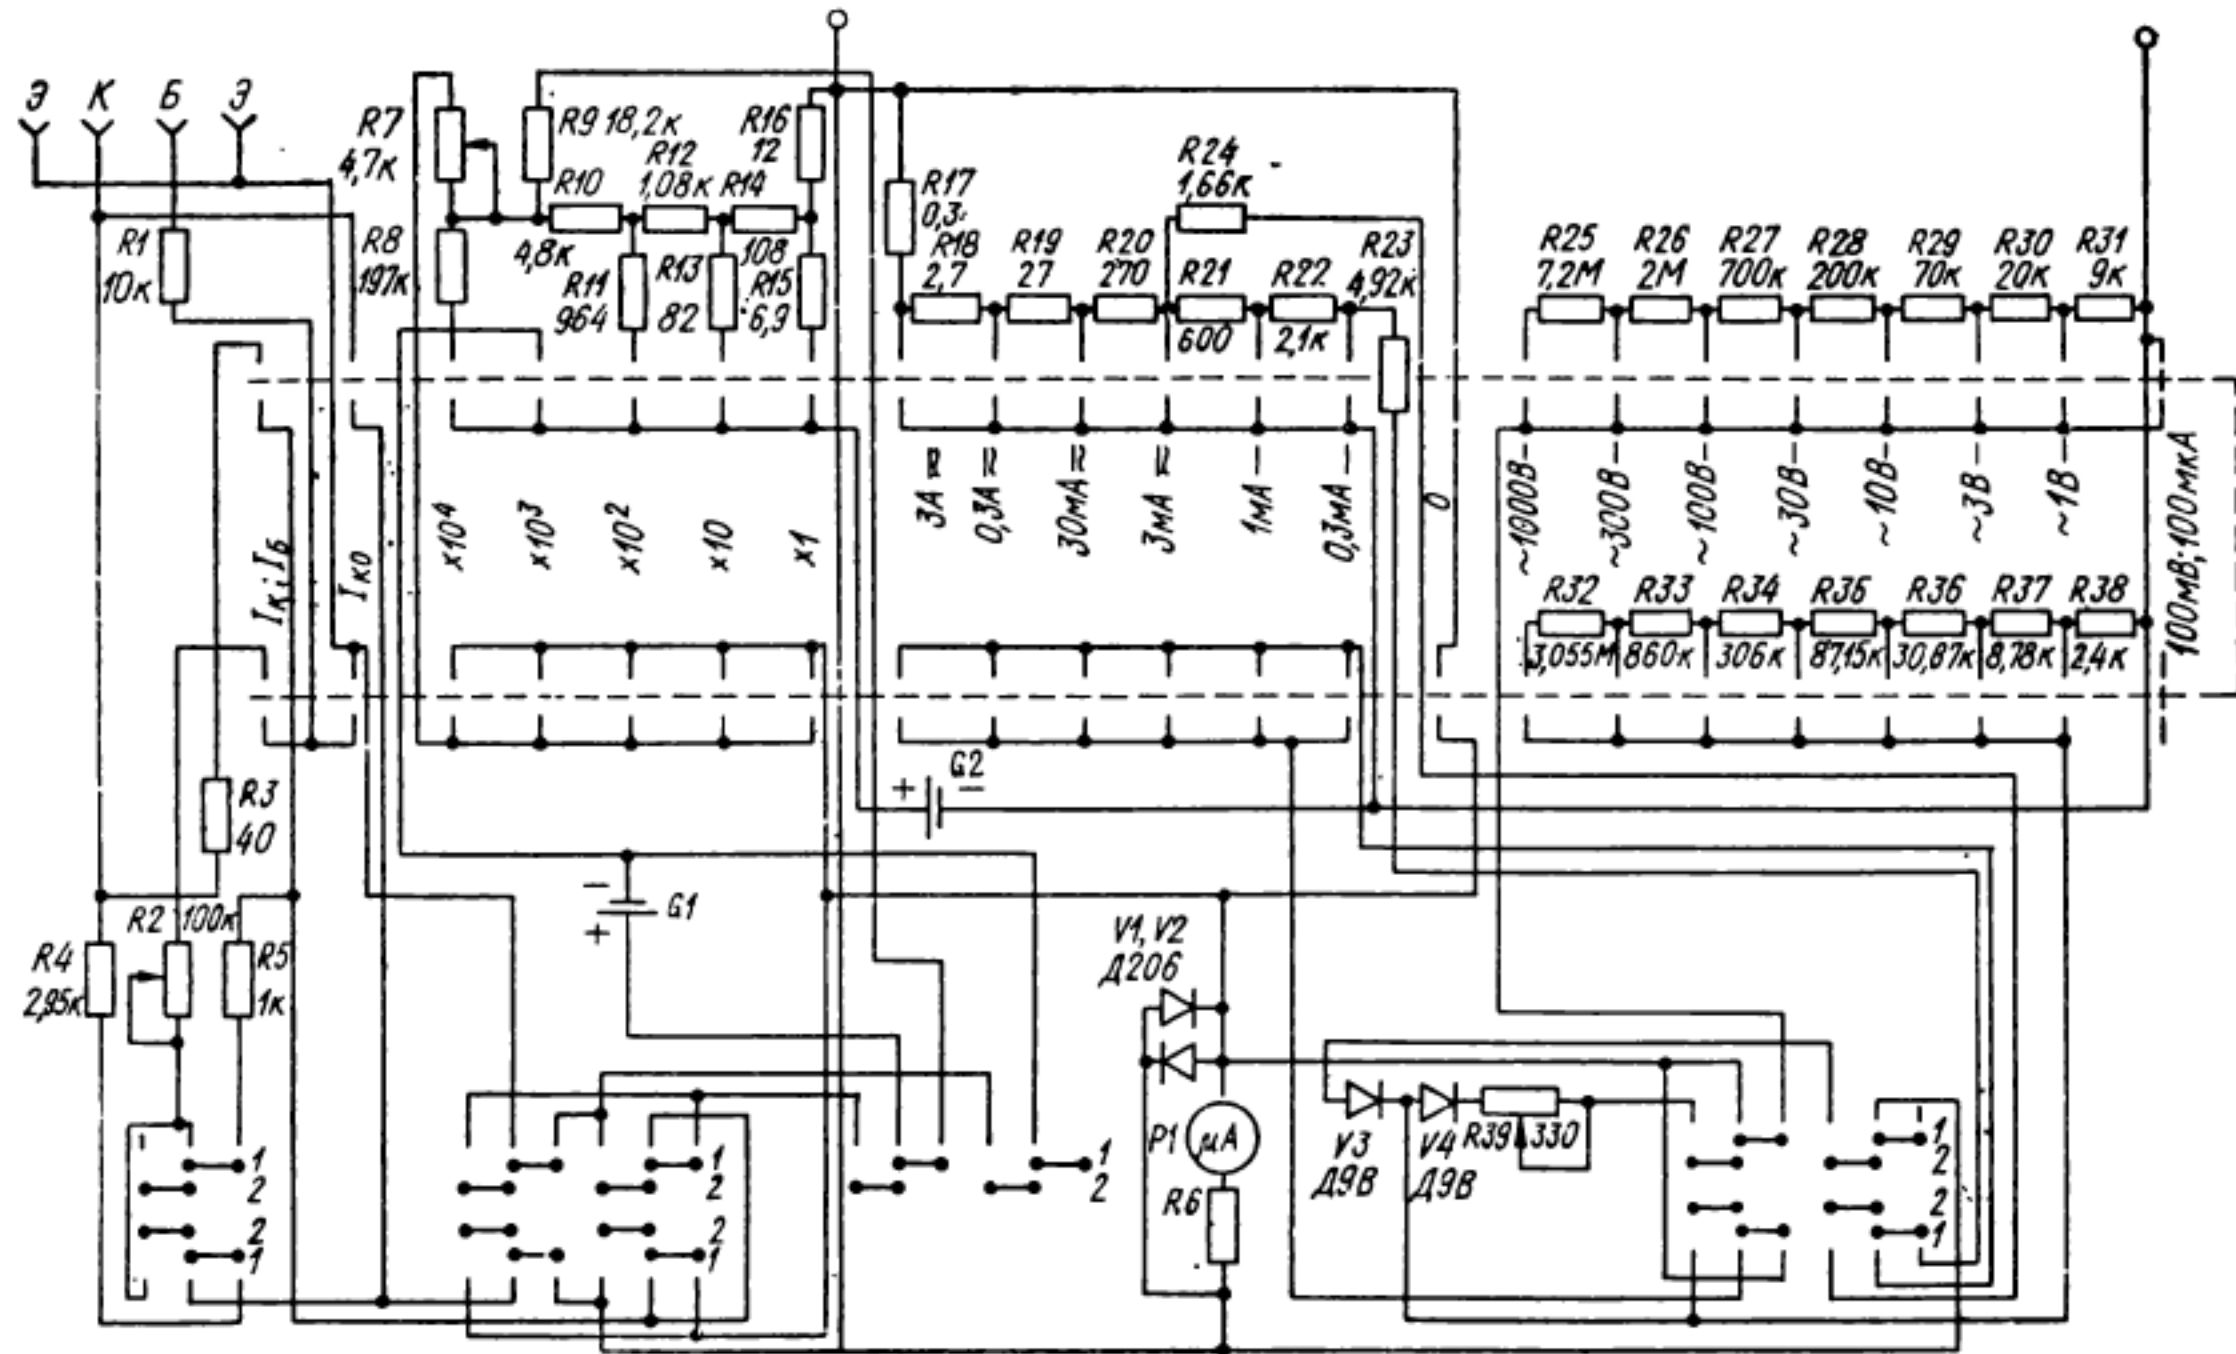 Э К Б Э
R1
10к
R7
4,7к
R8
197к
R9 18,2к
R10
4,8к
R12
1,08к
R14
108
R16
12
R11
964
R13
82
R15
6,9
R17
0,3
R18
2,7
R19
27
R20
270
R24
1,66к
R21
600
R22
2,1к
R23
4,92к
R25
7,2М
R26
2М
R27
700к
R28
200к
R29
70к
R30
20к
R31
9к
Iк; Iб
Iк0
x10⁴
x10³
x10²
x10
x1
3А ≂
0,3А ≂
30мА ≂
3мА ≂
1мА —
0,3мА —
0
~1000В-
~300В-
~100В-
~30В-
~10В-
~3В-
~1В-
100мВ;100мкА
R32
3,055М
R33
860к
R34
306к
R35
87,15к
R36
30,87к
R37
8,78к
R38
2,4к
R3
40
+ G2 −
− G1
+
R4
2,95к
R2 100к
R5
1к
V1, V2
Д206
P1 μA
R6
V3
Д9В
V4
Д9В
R39 330
1
2
2
1
1
2
2
1
1
2
1
2
2
1